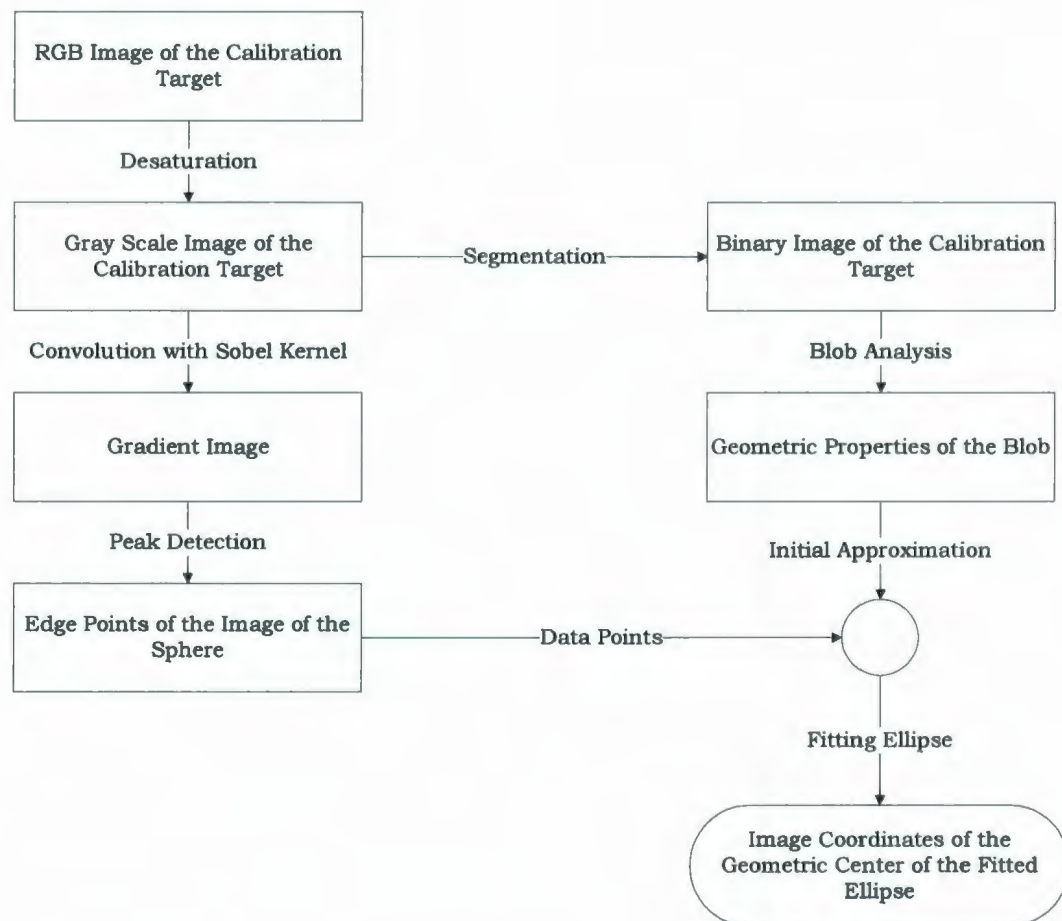 RGB Image of the Calibration
Target
Desaturation
Gray Scale Image of the
Calibration Target
Segmentation
Binary Image of the Calibration
Target
Convolution with Sobel Kernel
Blob Analysis
Gradient Image
Geometric Properties of the Blob
Peak Detection
Initial Approximation
Edge Points of the Image of the
Sphere
Data Points
Fitting Ellipse
Image Coordinates of the
Geometric Center of the Fitted
Ellipse